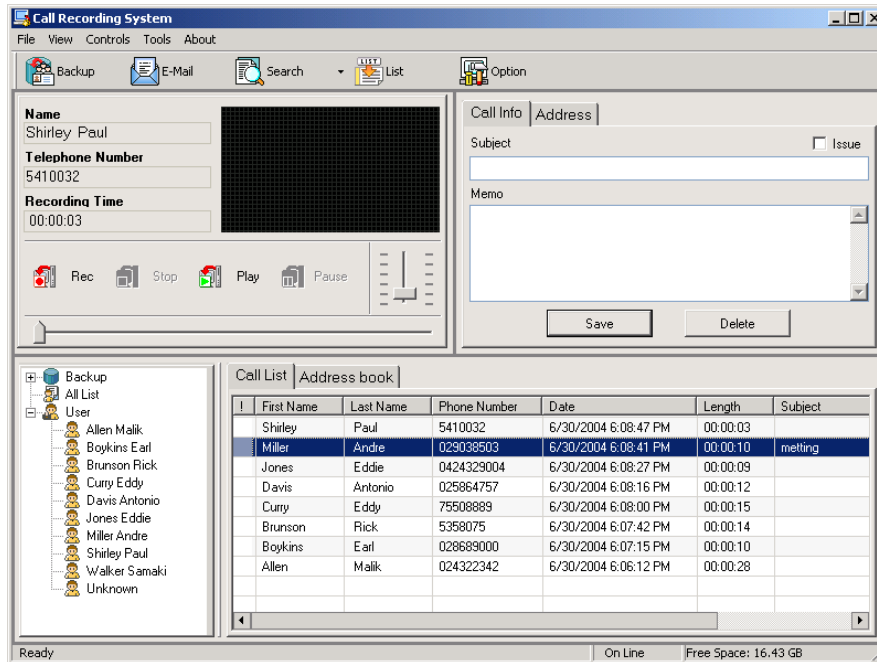 Call Recording System
File View Controls Tools About
Backup E-Mail Search LIST List Option
Name
Shirley Paul
Telephone Number
5410032
Recording Time
00:00:03
Rec Stop Play Pause
Call Info Address
Subject Issue
Memo
Save Delete
Backup
All List
User
Allen Malik
Boykins Earl
Brunson Rick
Curry Eddy
Davis Antonio
Jones Eddie
Miller Andre
Shirley Paul
Walker Samaki
Unknown
Call List Address book
! First Name Last Name Phone Number Date Length Subject
Shirley Paul 5410032 6/30/2004 6:08:47 PM 00:00:03
Miller Andre 029038503 6/30/2004 6:08:41 PM 00:00:10 metting
Jones Eddie 0424329004 6/30/2004 6:08:27 PM 00:00:09
Davis Antonio 025864757 6/30/2004 6:08:16 PM 00:00:12
Curry Eddy 75508889 6/30/2004 6:08:00 PM 00:00:15
Brunson Rick 5358075 6/30/2004 6:07:42 PM 00:00:14
Boykins Earl 028689000 6/30/2004 6:07:15 PM 00:00:10
Allen Malik 024322342 6/30/2004 6:06:12 PM 00:00:28
Ready On Line Free Space: 16.43 GB